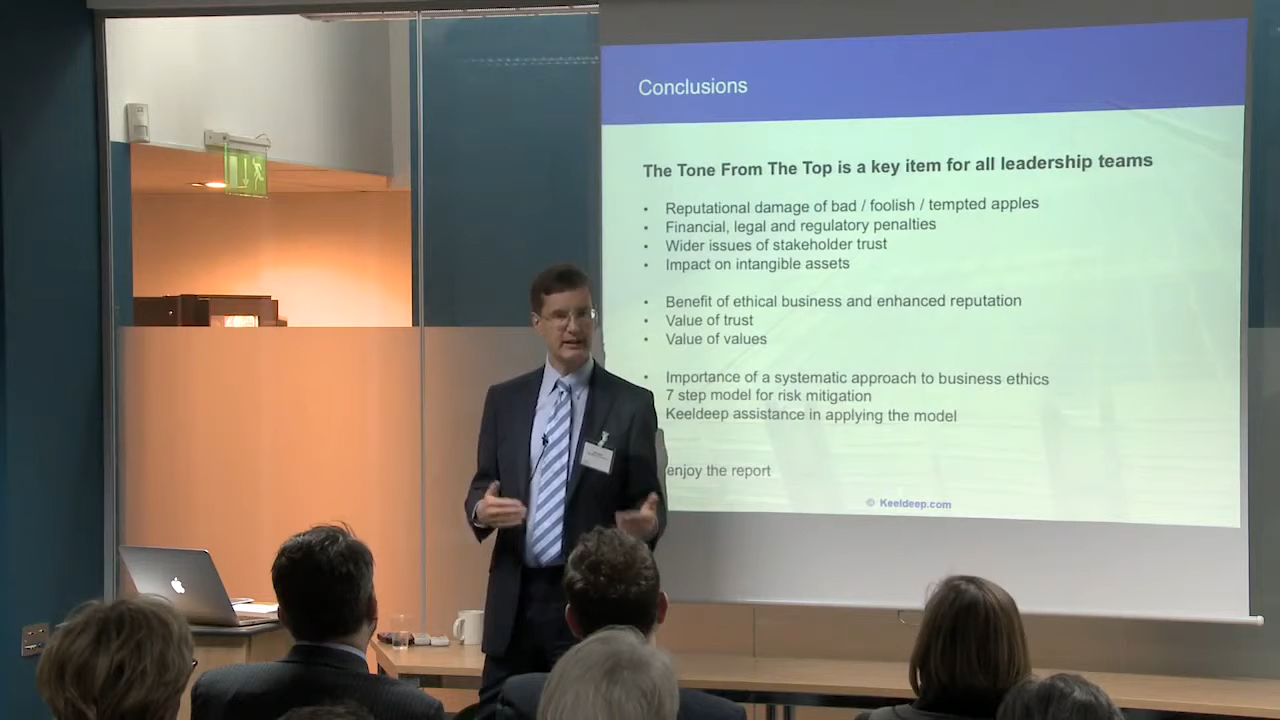 Conclusions
The Tone From The Top is a key item for all leadership teams
• Reputational damage of bad / foolish / tempted apples
• Financial, legal and regulatory penalties
• Wider issues of stakeholder trust
• Impact on intangible assets
• Benefit of ethical business and enhanced reputation
• Value of trust
• Value of values
• Importance of a systematic approach to business ethics
7 step model for risk mitigation
Keeldeep assistance in applying the model
enjoy the report
© Keeldeep.com